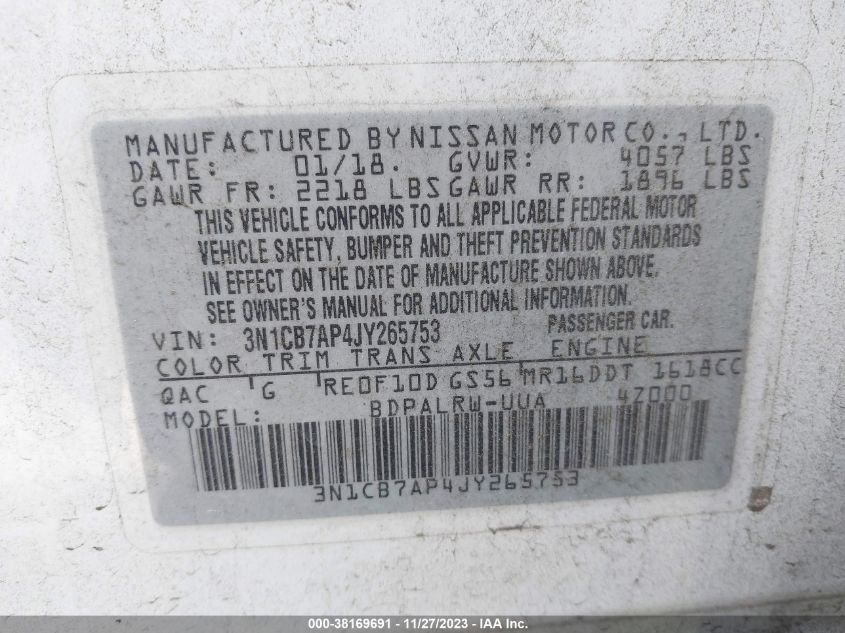 MANUFACTURED BY NISSAN MOTOR CO., LTD.
DATE: 01/18. GVWR: 4057 LBS
GAWR FR: 2218 LBS GAWR RR: 1896 LBS
THIS VEHICLE CONFORMS TO ALL APPLICABLE FEDERAL MOTOR
VEHICLE SAFETY, BUMPER AND THEFT PREVENTION STANDARDS
IN EFFECT ON THE DATE OF MANUFACTURE SHOWN ABOVE.
SEE OWNER'S MANUAL FOR ADDITIONAL INFORMATION.
VIN: 3N1CB7AP4JY265753 PASSENGER CAR.
COLOR TRIM TRANS AXLE ENGINE
QAC G RE0F10D GS56 MR16DDT 1618CC
MODEL: BDPALRW-UUA 47000
3N1CB7AP4JY265753
000-38169691 - 11/27/2023 - IAA Inc.